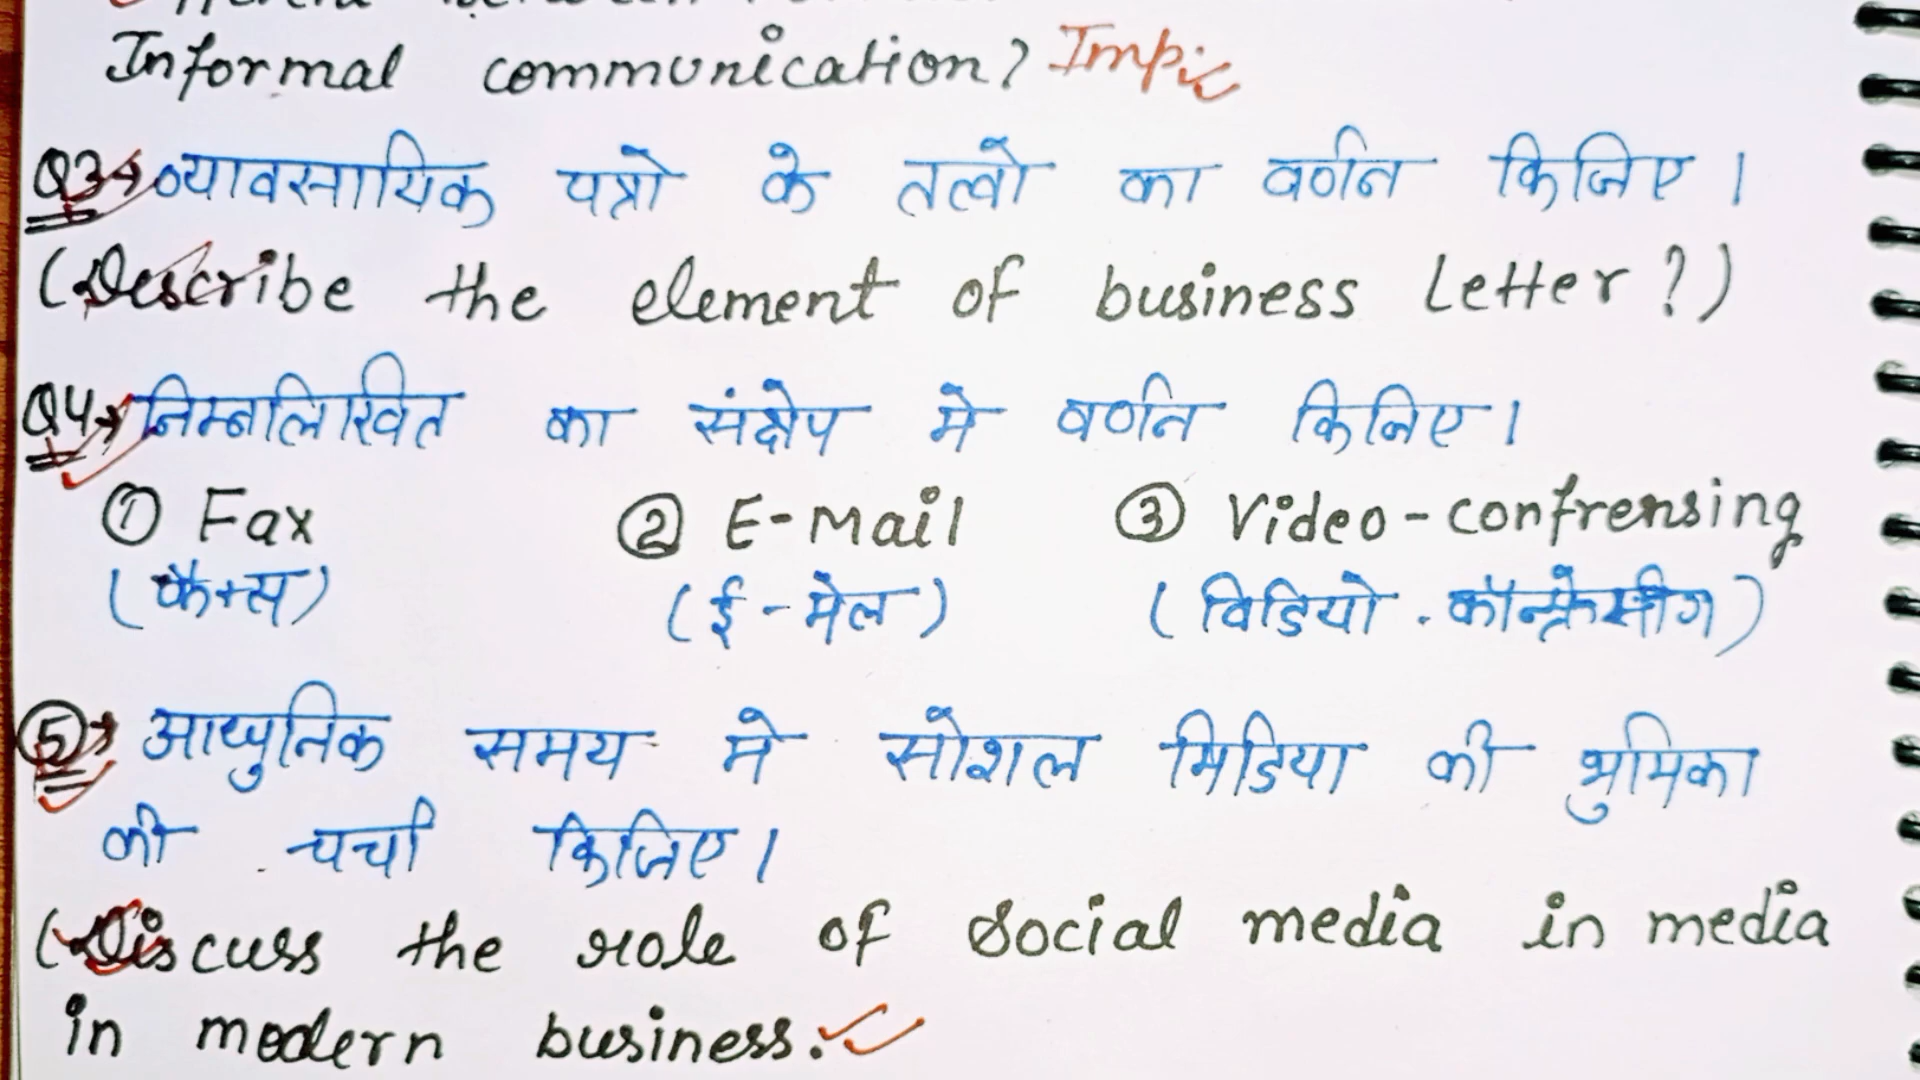 Informal communication? Imp
Q3→ व्यावसायिक पत्रो के तत्वो का वर्णन किजिए।
(Describe the element of business Letter?)
Q4→ निम्नलिखित का संक्षेप मे वर्णन किजिए।
① Fax ② E-Mail ③ Video-confrensing
(फैक्स) (ई-मेल) (विडियो.कॉन्फ्रेन्सीग)
⑤→ आधुनिक समय मे सोशल मिडिया की भुमिका
की चर्चा किजिए।
(Discuss the role of Social media in media
in modern business.